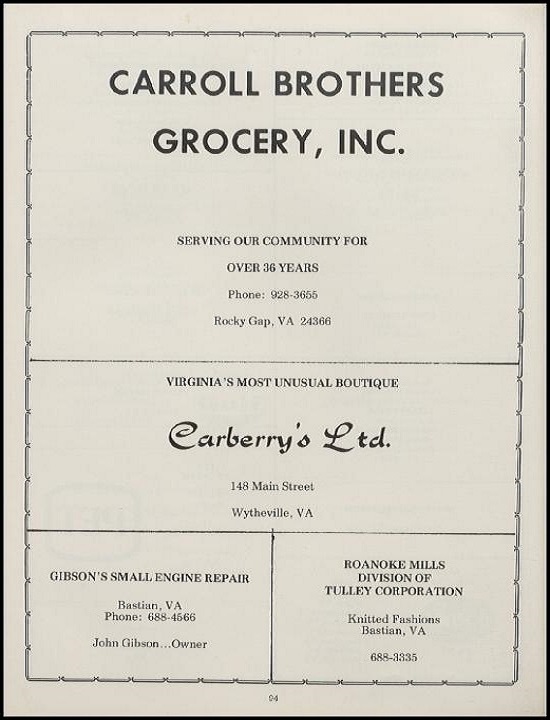 CARROLL BROTHERS
GROCERY, INC.
SERVING OUR COMMUNITY FOR
OVER 36 YEARS
Phone: 928-3655
Rocky Gap, VA 24366
VIRGINIA'S MOST UNUSUAL BOUTIQUE
Carberry's Ltd.
148 Main Street
Wytheville, VA
GIBSON'S SMALL ENGINE REPAIR
Bastian, VA
Phone: 688-4566
John Gibson...Owner
ROANOKE MILLS
DIVISION OF
TULLEY CORPORATION
Knitted Fashions
Bastian, VA
688-3335
94